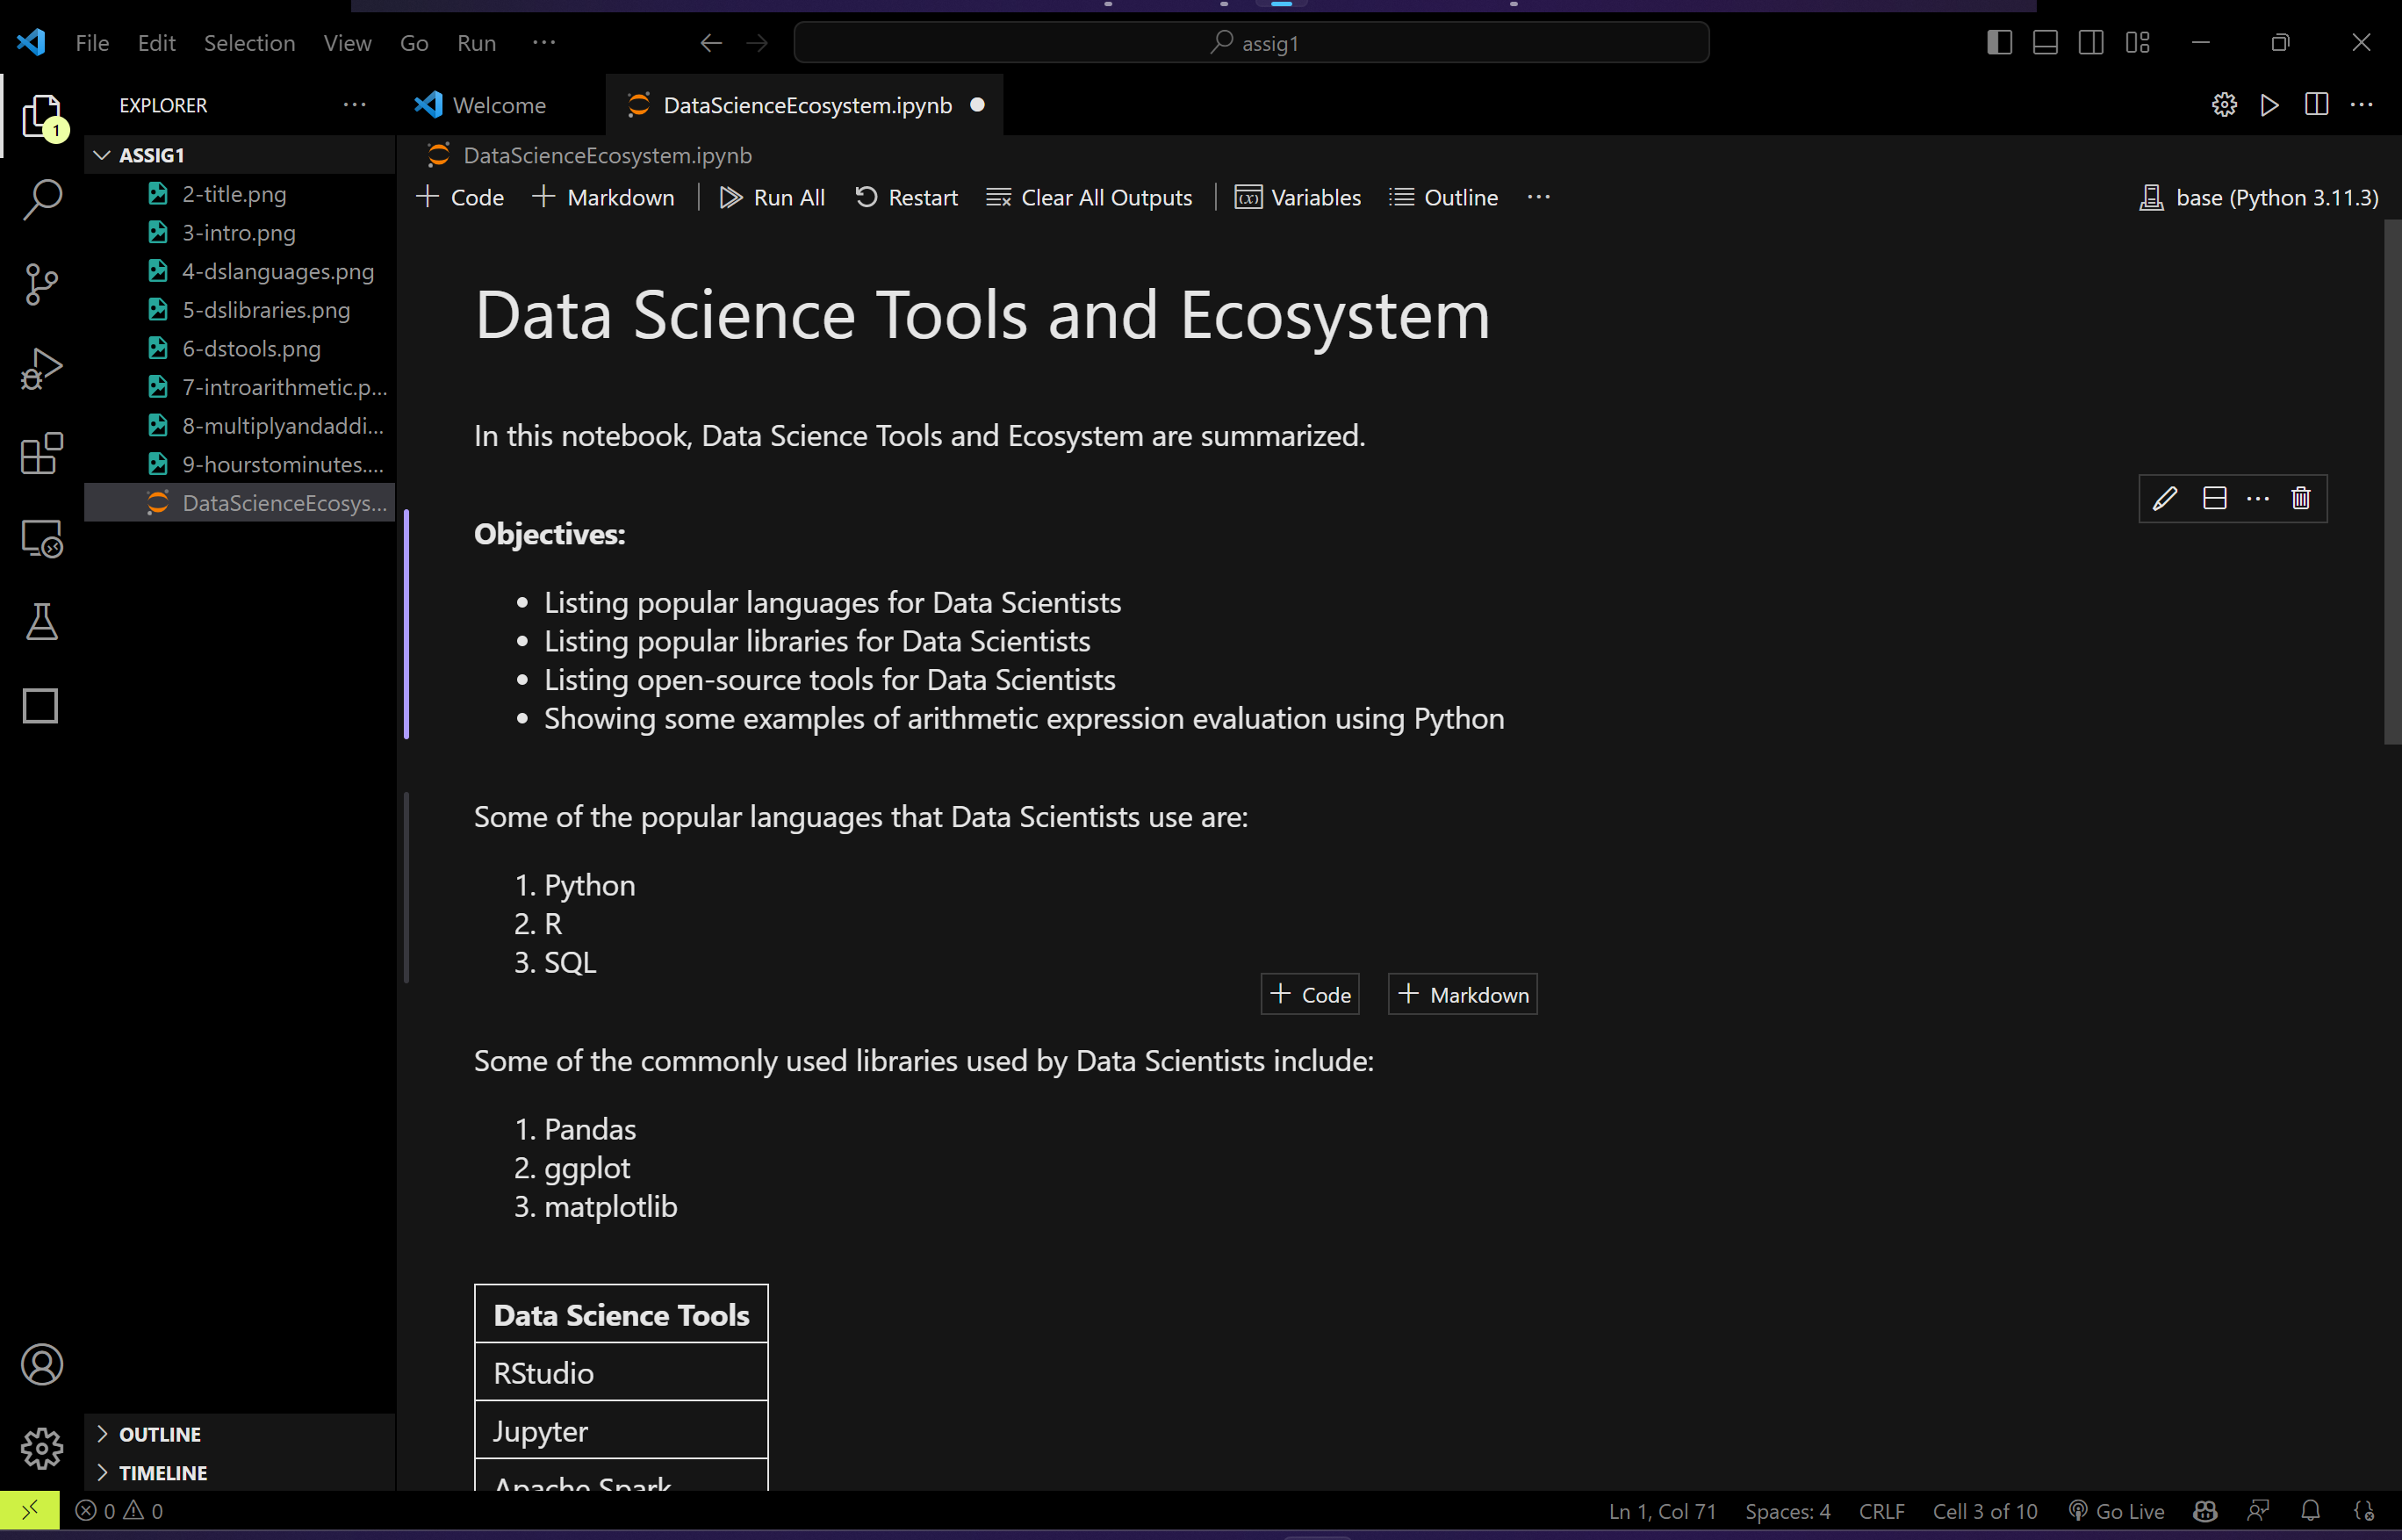 File Edit Selection View Go Run ...
assig1
EXPLORER ...
Welcome
DataScienceEcosystem.ipynb
1
ASSIG1
2-title.png
3-intro.png
4-dslanguages.png
5-dslibraries.png
6-dstools.png
7-introarithmetic.p...
8-multiplyandaddi...
9-hourstominutes....
DataScienceEcosys...
DataScienceEcosystem.ipynb
+ Code + Markdown Run All Restart Clear All Outputs (x) Variables Outline ...
base (Python 3.11.3)
Data Science Tools and Ecosystem
In this notebook, Data Science Tools and Ecosystem are summarized.
Objectives:
• Listing popular languages for Data Scientists
• Listing popular libraries for Data Scientists
• Listing open-source tools for Data Scientists
• Showing some examples of arithmetic expression evaluation using Python
Some of the popular languages that Data Scientists use are:
1. Python
2. R
3. SQL
+ Code + Markdown
Some of the commonly used libraries used by Data Scientists include:
1. Pandas
2. ggplot
3. matplotlib
Data Science Tools
RStudio
Jupyter
Apache Spark
OUTLINE
TIMELINE
0 0
Ln 1, Col 71 Spaces: 4 CRLF Cell 3 of 10 Go Live